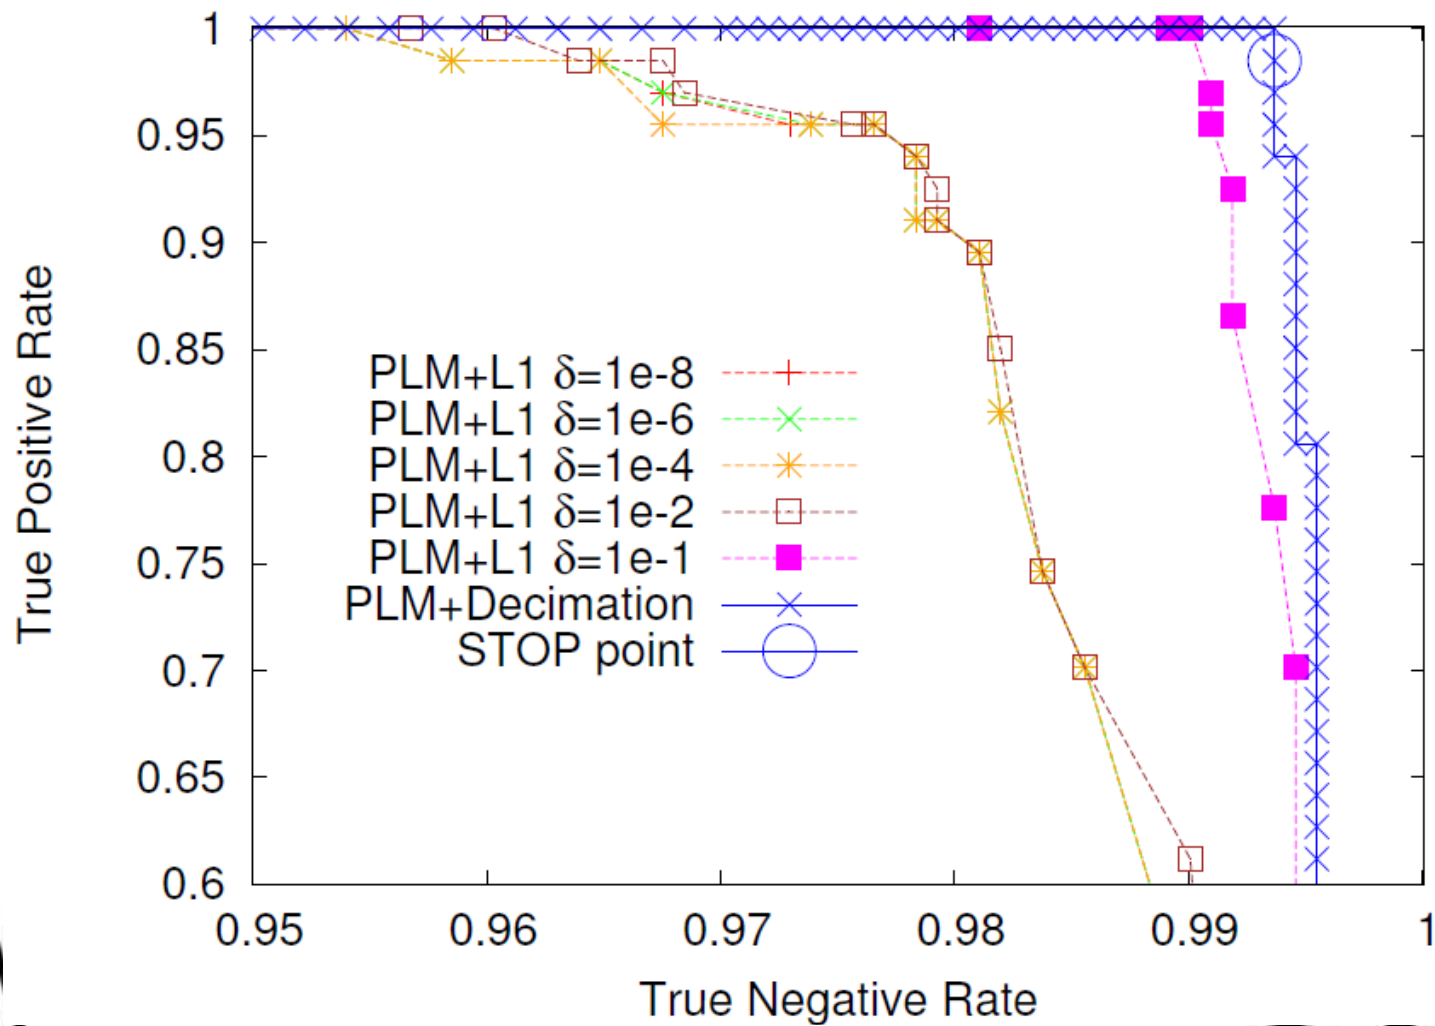 1
0.95
0.9
0.85
0.8
0.75
0.7
0.65
0.6
True Positive Rate
PLM+L1 δ=1e-8
PLM+L1 δ=1e-6
PLM+L1 δ=1e-4
PLM+L1 δ=1e-2
PLM+L1 δ=1e-1
PLM+Decimation
STOP point
0.95 0.96 0.97 0.98 0.99 1
True Negative Rate